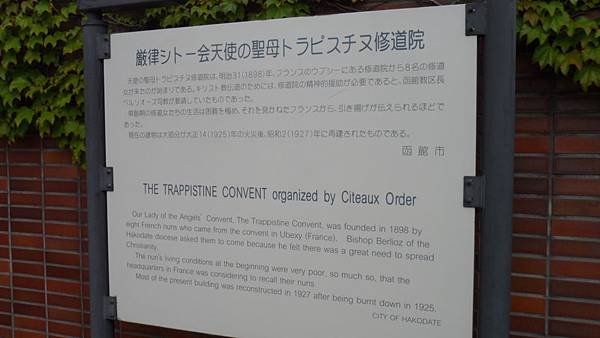 厳律シトー会天使の聖母トラピスチヌ修道院
天使の聖母トラピスチヌ修道院は、明治31(1898)年、フランスのウプシーにある修道院から8名の修道
女が来たのが始まりである。キリスト教伝道のためには、修道院の精神的援助が必要であると、函館教区長
ベルリオーズ司教が要請していたものであった。
草創期の修道女たちの生活は困難を極め、それを見かねたフランスから、引き揚げが伝えられるほどで
あった。
現在の建物は大部分が大正14(1925)年の火災後、昭和2(1927)年に再建されたものである。
函館市
THE TRAPPISTINE CONVENT organized by Citeaux Order
Our Lady of the Angels' Convent, The Trappistine Convent, was founded in 1898 by
eight French nuns who came from the convent in Ubexy (France). Bishop Berlioz of the
Hakodate diocese asked them to come because he felt there was a great need to spread
Christianity.
The nun's living conditions at the beginning were very poor, so much so, that the
headquarters in France was considering to recall their nuns.
Most of the present building was reconstructed in 1927 after being burnt down in 1925.
CITY OF HAKODATE